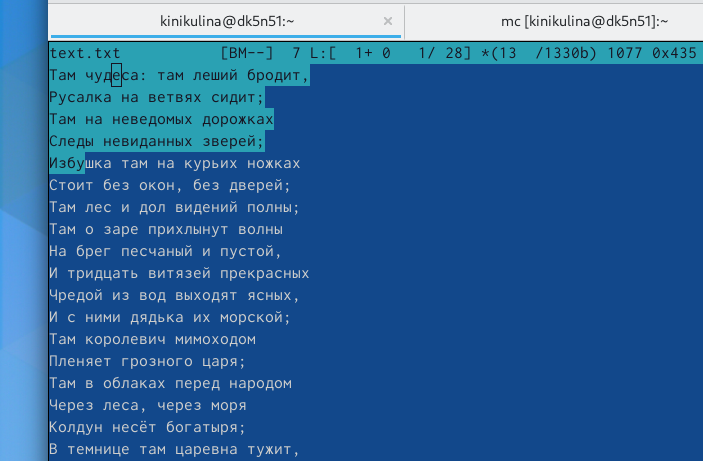 kinikulina@dk5n51:~ × mc [kinikulina@dk5n51]:~
text.txt [BM--] 7 L:[ 1+ 0 1/ 28] *(13 /1330b) 1077 0x435
Там чудеса: там леший бродит,
Русалка на ветвях сидит;
Там на неведомых дорожках
Следы невиданных зверей;
Избушка там на курьих ножках
Стоит без окон, без дверей;
Там лес и дол видений полны;
Там о заре прихлынут волны
На брег песчаный и пустой,
И тридцать витязей прекрасных
Чредой из вод выходят ясных,
И с ними дядька их морской;
Там королевич мимоходом
Пленяет грозного царя;
Там в облаках перед народом
Через леса, через моря
Колдун несёт богатыря;
В темнице там царевна тужит,